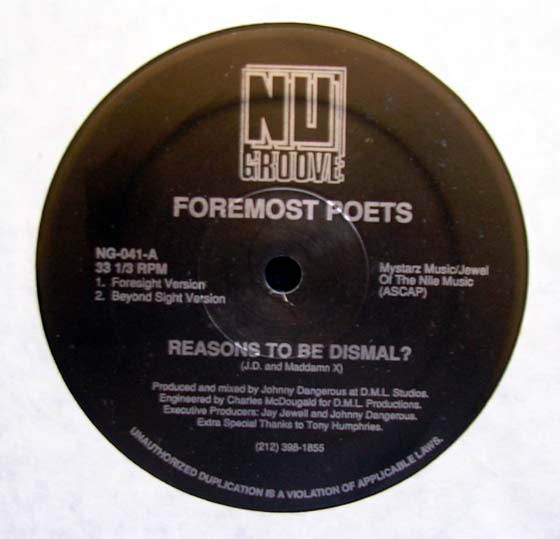 NU
GROOVE
FOREMOST POETS
NG-041-A
33 1/3 RPM
1. Foresight Version
2. Beyond Sight Version
Mystarz Music/Jewel
Of The Nile Music
(ASCAP)
REASONS TO BE DISMAL?
(J.D. and Maddamn X)
Produced and mixed by Johnny Dangerous at D.M.L. Studios.
Engineered by Charles McDougald for D.M.L. Productions.
Executive Producers: Jay Jewell and Johnny Dangerous.
Extra Special Thanks to Tony Humphries.
(212) 398-1855
UNAUTHORIZED DUPLICATION IS A VIOLATION OF APPLICABLE LAWS.